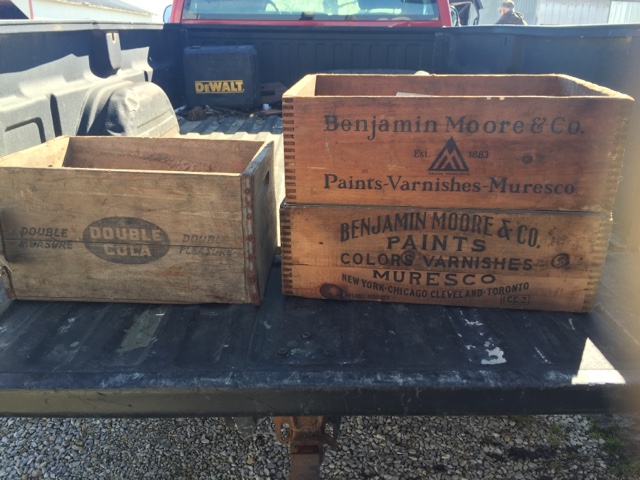 DEWALT
Benjamin Moore & Co.
Est. 1883
Paints-Varnishes-Muresco
DOUBLE MEASURE
DOUBLE COLA
DOUBLE PLEASURE
BENJAMIN MOORE & CO.
PAINTS
COLORS VARNISHES
MURESCO
NEW YORK-CHICAGO CLEVELAND-TORONTO